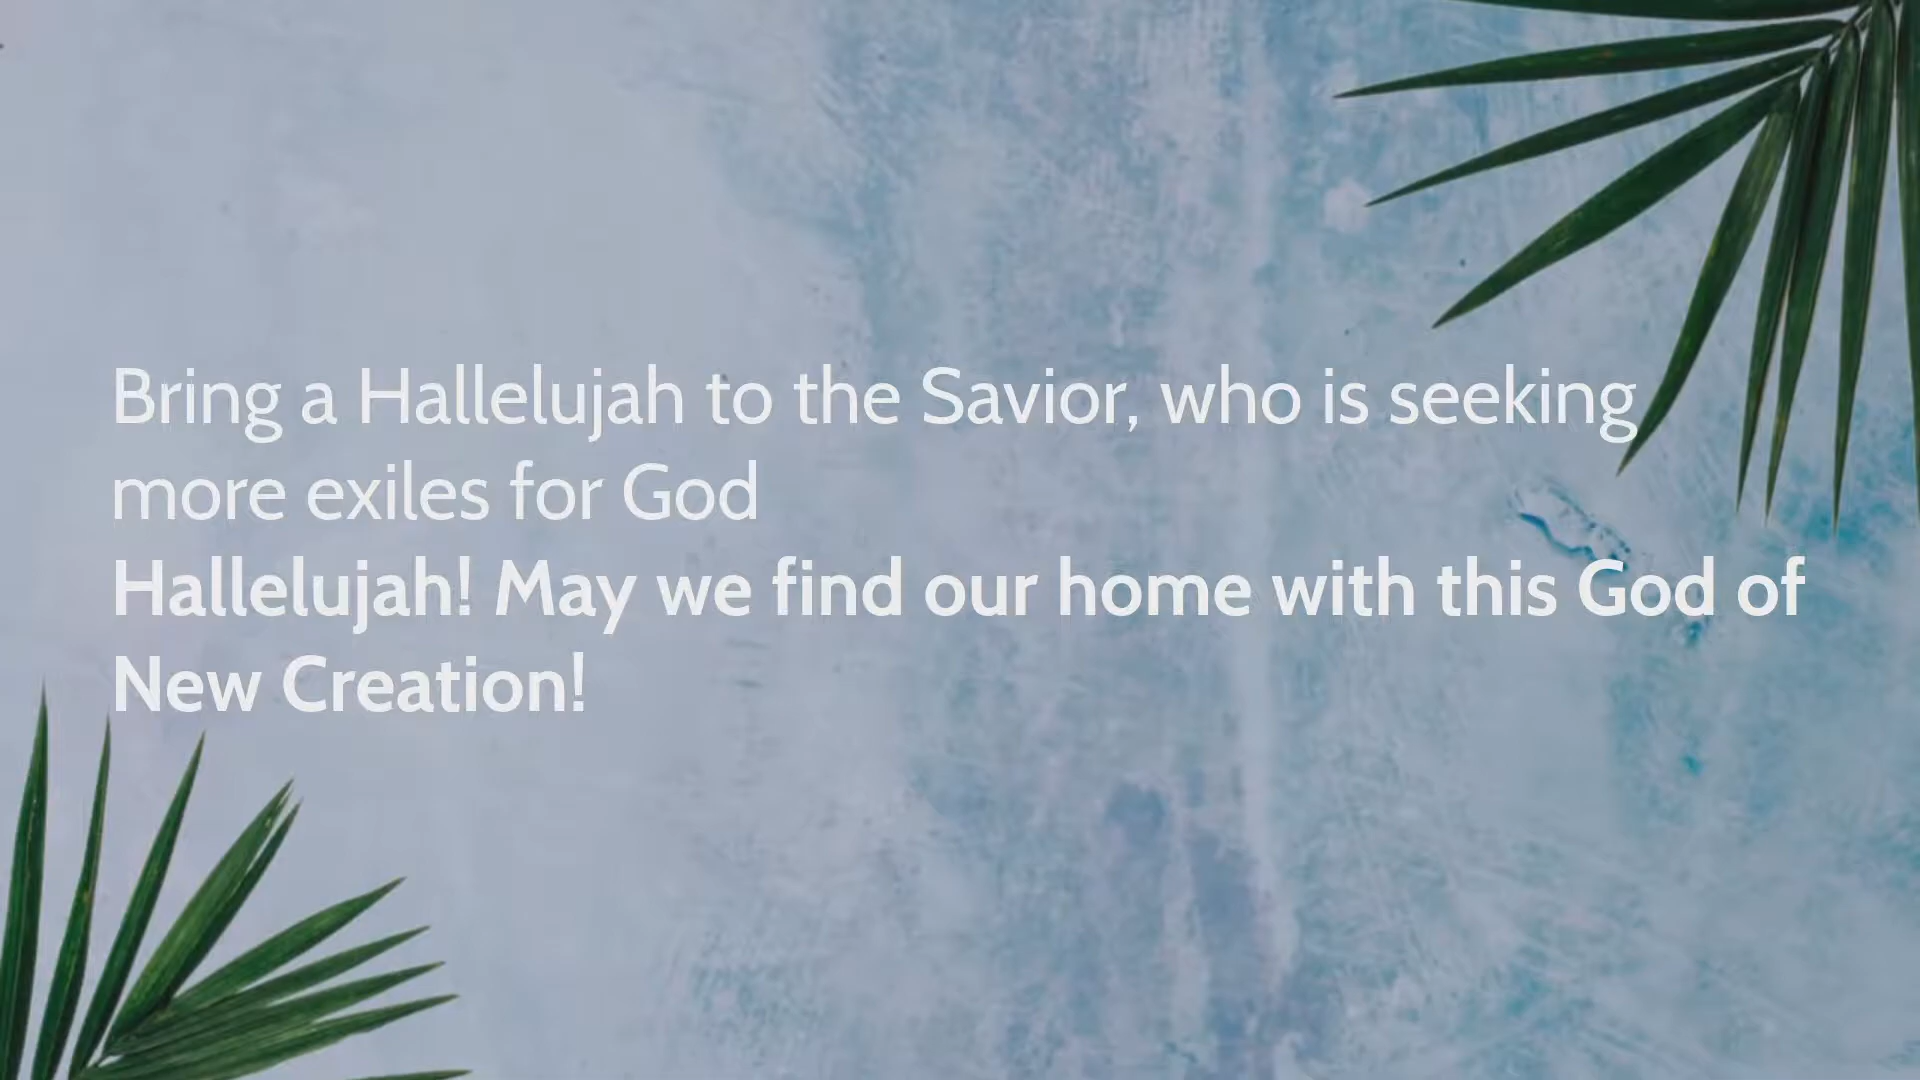 Bring a Hallelujah to the Savior, who is seeking
more exiles for God
Hallelujah! May we find our home with this God of
New Creation!